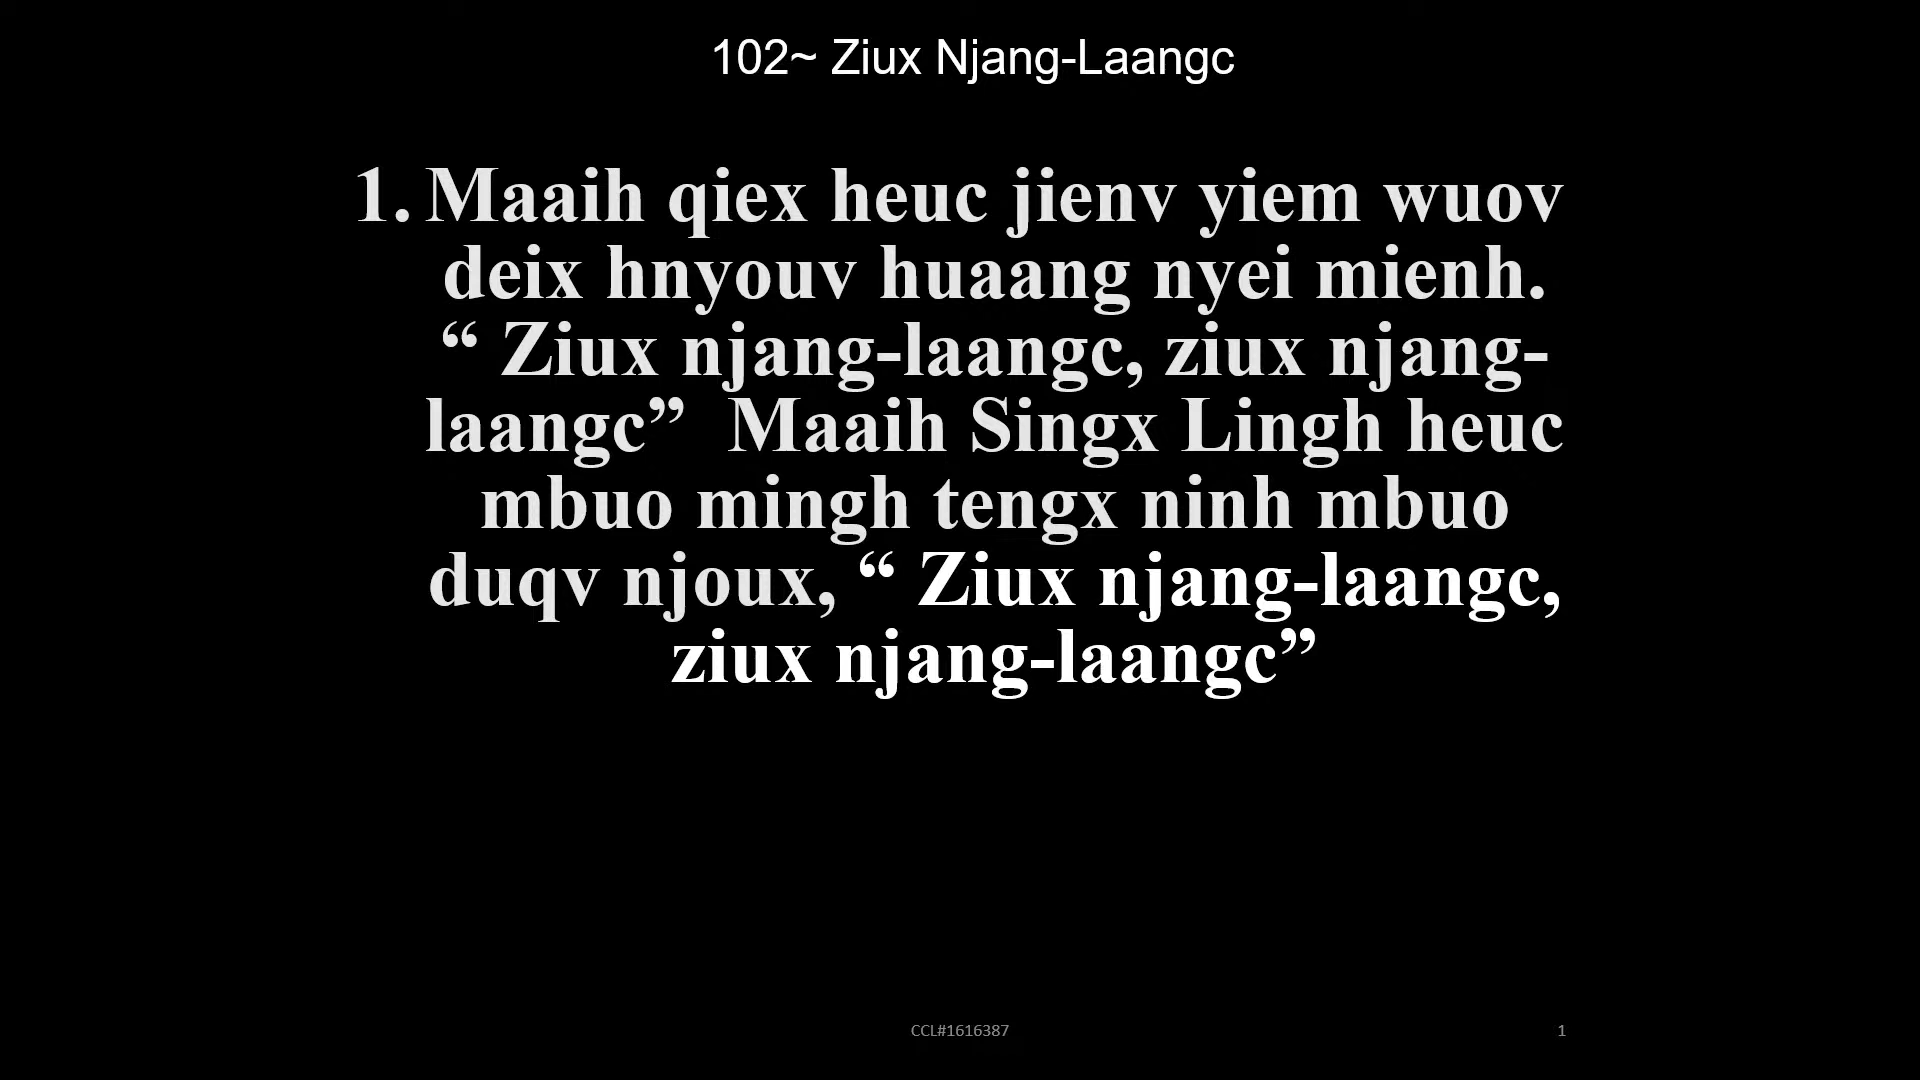 102~ Ziux Njang-Laangc
1. Maaih qiex heuc jienv yiem wuov
deix hnyouv huaang nyei mienh.
“ Ziux njang-laangc, ziux njang-
laangc”  Maaih Singx Lingh heuc
mbuo mingh tengx ninh mbuo
duqv njoux, “ Ziux njang-laangc,
ziux njang-laangc”
CCL#1616387
1